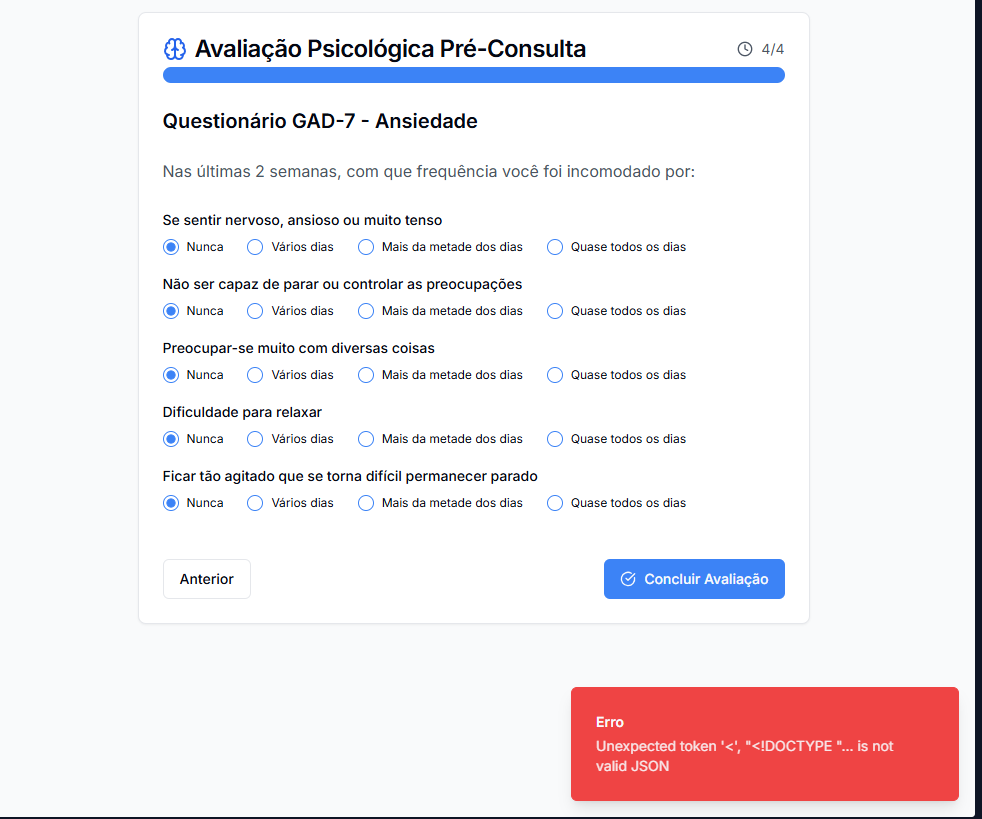 Avaliação Psicológica Pré-Consulta
4/4
Questionário GAD-7 - Ansiedade
Nas últimas 2 semanas, com que frequência você foi incomodado por:
Se sentir nervoso, ansioso ou muito tenso
Nunca Vários dias Mais da metade dos dias Quase todos os dias
Não ser capaz de parar ou controlar as preocupações
Nunca Vários dias Mais da metade dos dias Quase todos os dias
Preocupar-se muito com diversas coisas
Nunca Vários dias Mais da metade dos dias Quase todos os dias
Dificuldade para relaxar
Nunca Vários dias Mais da metade dos dias Quase todos os dias
Ficar tão agitado que se torna difícil permanecer parado
Nunca Vários dias Mais da metade dos dias Quase todos os dias
Anterior
Concluir Avaliação
Erro
Unexpected token '<', "<!DOCTYPE "... is not
valid JSON